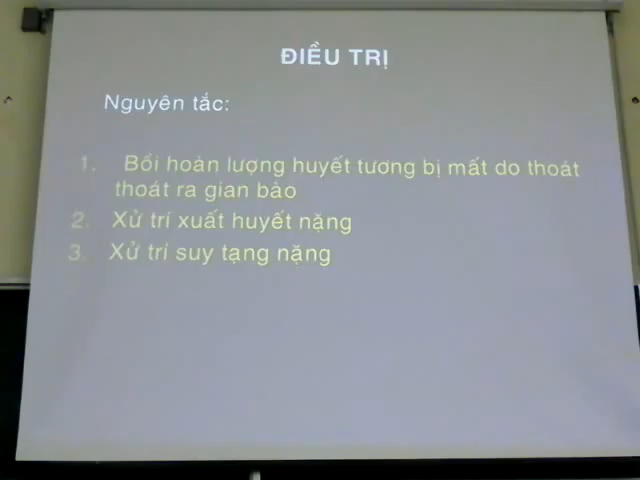 ĐIỀU TRỊ
Nguyên tắc:
1. Bồi hoàn lượng huyết tương bị mất do thoát
thoát ra gian bào
2. Xử trí xuất huyết nặng
3. Xử trí suy tạng nặng